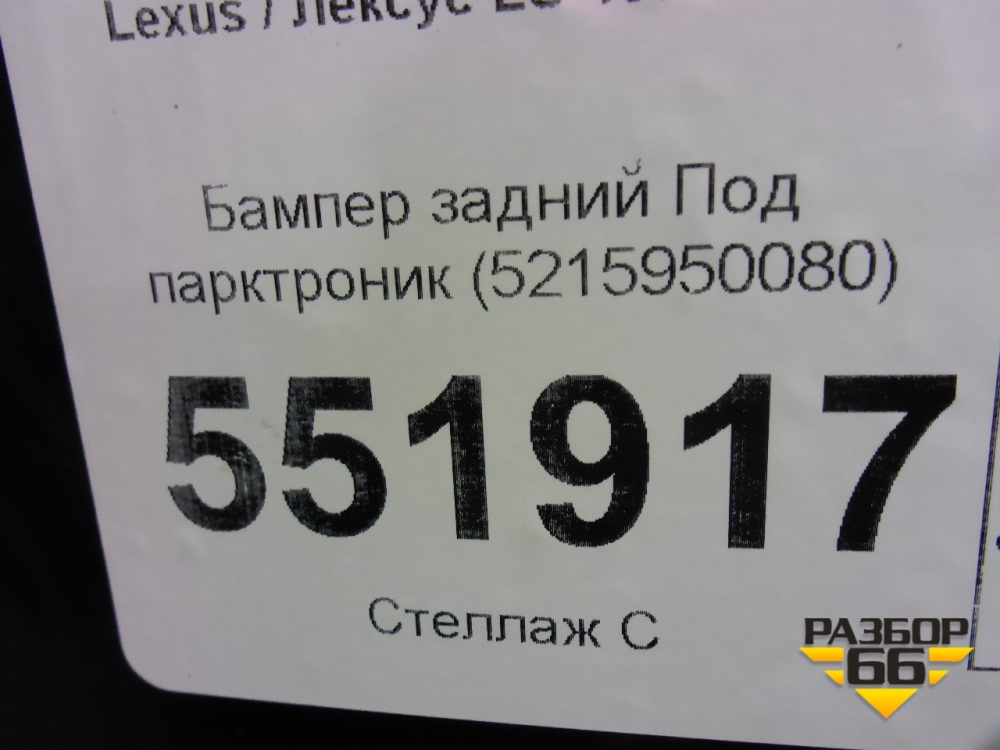 Lexus / Лексус
Бампер задний Под
парктроник (5215950080)
551917
Стеллаж С
РАЗБОР
66